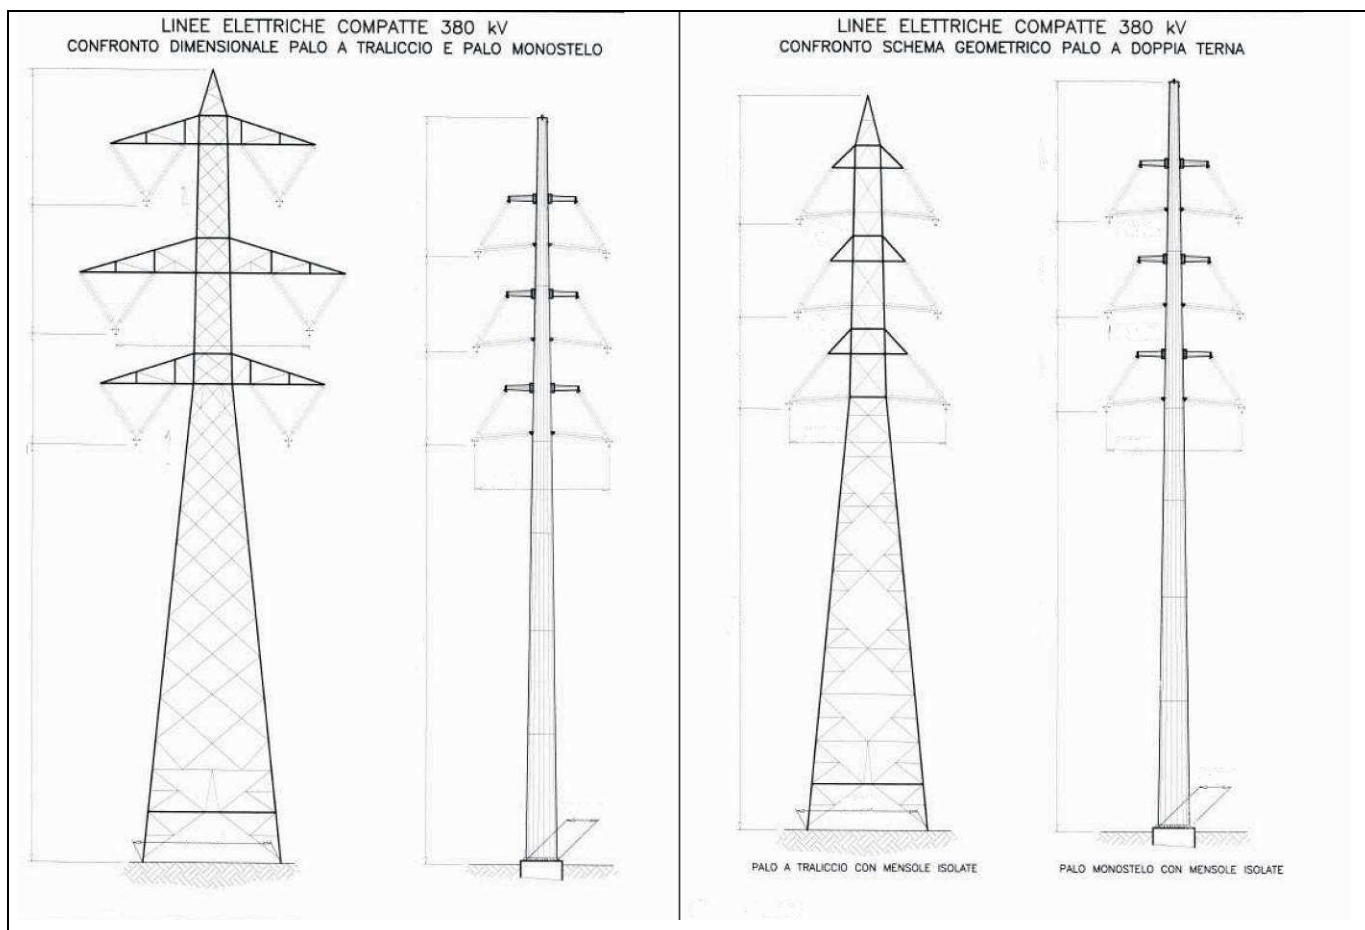 LINEE ELETTRICHE COMPATTE 380 kV
CONFRONTO DIMENSIONALE PALO A TRALICCIO E PALO MONOSTELO
LINEE ELETTRICHE COMPATTE 380 kV
CONFRONTO SCHEMA GEOMETRICO PALO A DOPPIA TERNA
PALO A TRALICCIO CON MENSOLE ISOLATE
PALO MONOSTELO CON MENSOLE ISOLATE